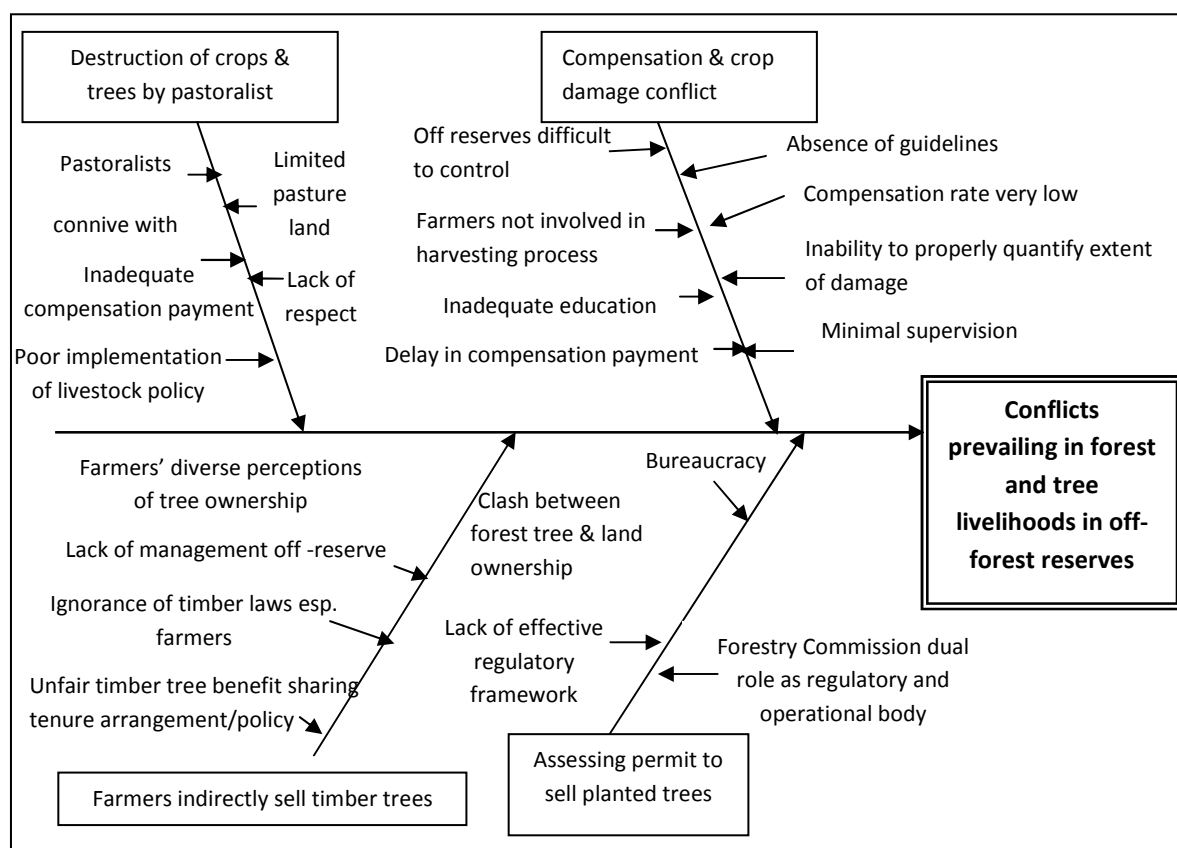 Destruction of crops &
trees by pastoralist
Compensation & crop
damage conflict
Pastoralists
connive with
Limited
pasture
land
Inadequate
compensation payment
Lack of
respect
Poor implementation
of livestock policy
Off reserves difficult
to control
Absence of guidelines
Compensation rate very low
Farmers not involved in
harvesting process
Inability to properly quantify extent
of damage
Inadequate education
Minimal supervision
Delay in compensation payment
Conflicts
prevailing in forest
and tree
livelihoods in off-
forest reserves
Farmers’ diverse perceptions
of tree ownership
Lack of management off -reserve
Ignorance of timber laws esp.
farmers
Unfair timber tree benefit sharing
tenure arrangement/policy
Clash between
forest tree & land
ownership
Bureaucracy
Lack of effective
regulatory
framework
Forestry Commission dual
role as regulatory and
operational body
Farmers indirectly sell timber trees
Assessing permit to
sell planted trees